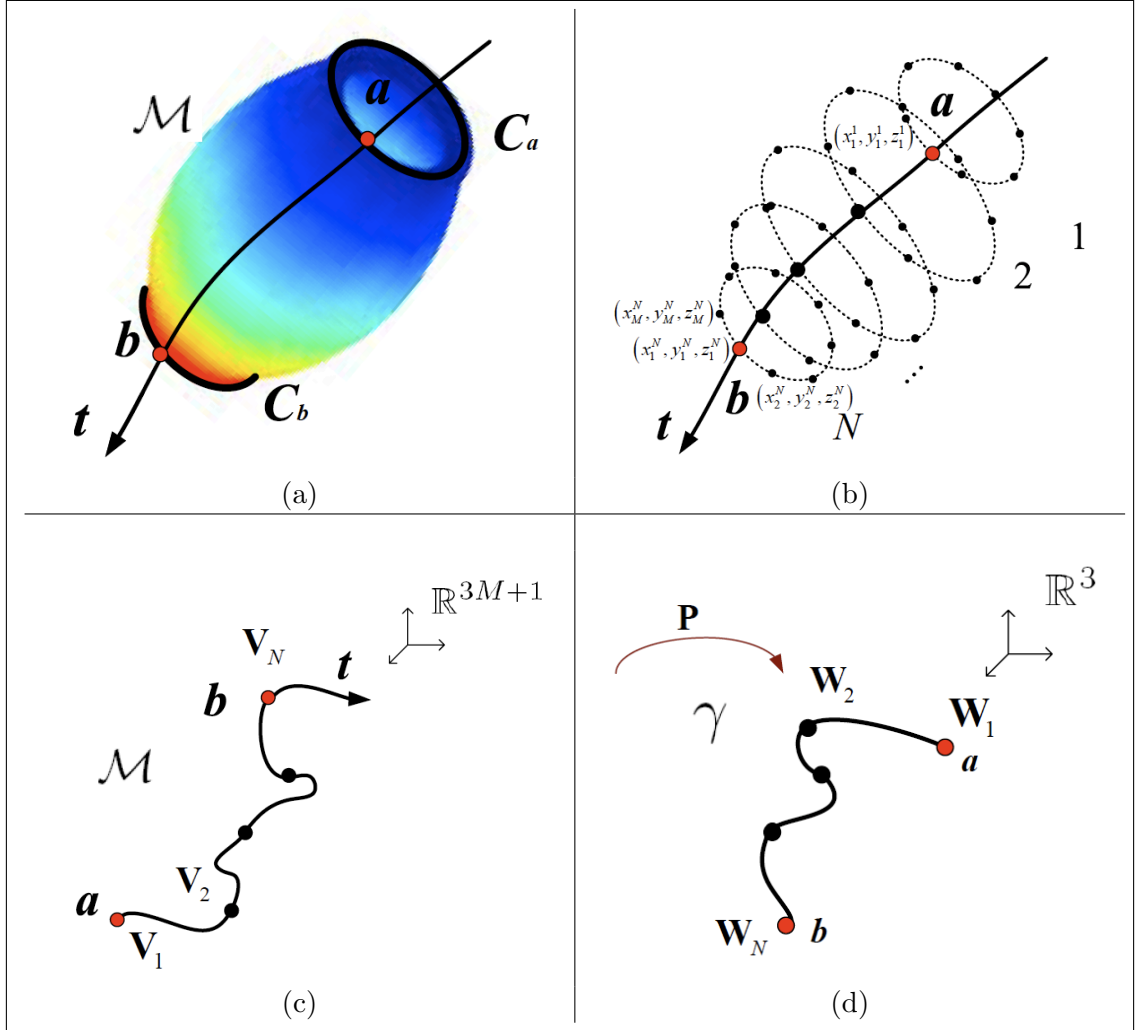 𝓜
a
C_a
b
C_b
t
(a)
a
(x_1^1, y_1^1, z_1^1)
1
2
(x_M^N, y_M^N, z_M^N)
(x_1^N, y_1^N, z_1^N)
...
b (x_2^N, y_2^N, z_2^N)
t
N
(b)
ℝ^{3M+1}
V_N
t
b
𝓜
V_2
a
V_1
(c)
ℝ^3
P
W_2
γ
W_1
a
W_N b
(d)